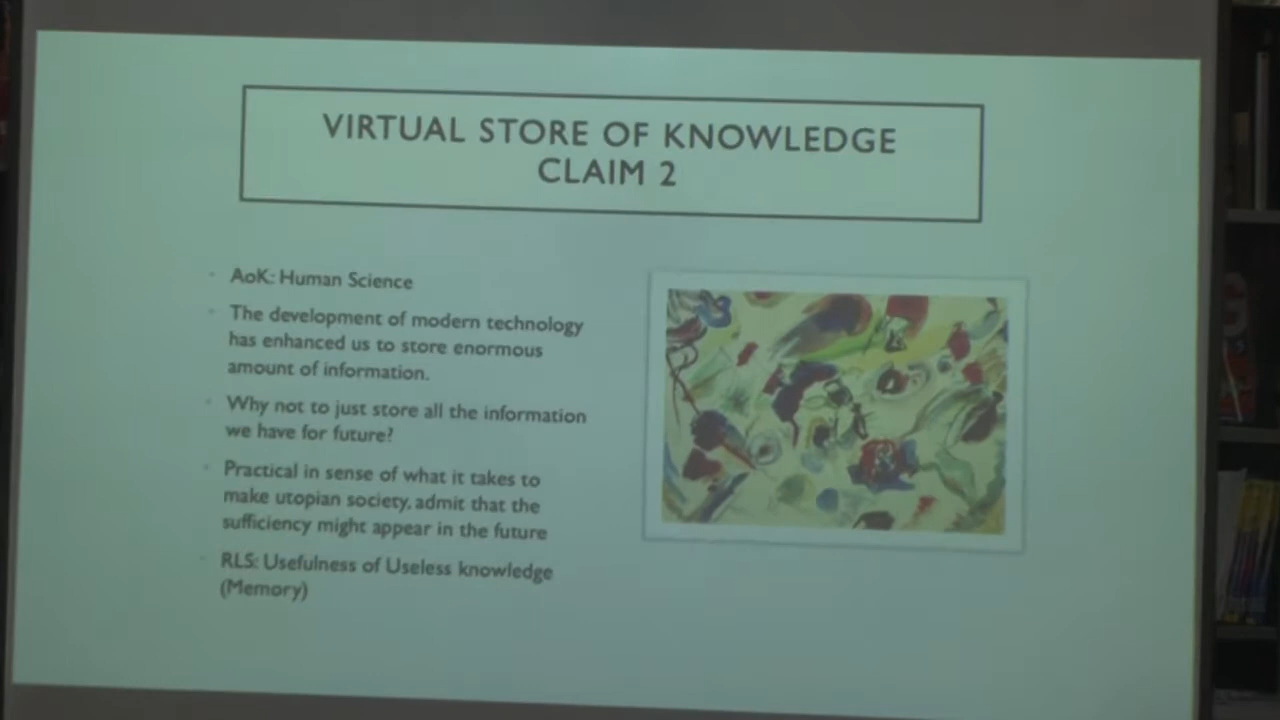 VIRTUAL STORE OF KNOWLEDGE
CLAIM 2
AoK: Human Science
The development of modern technology
has enhanced us to store enormous
amount of information.
Why not to just store all the information
we have for future?
Practical in sense of what it takes to
make utopian society, admit that the
sufficiency might appear in the future
RLS: Usefulness of Useless knowledge
(Memory)